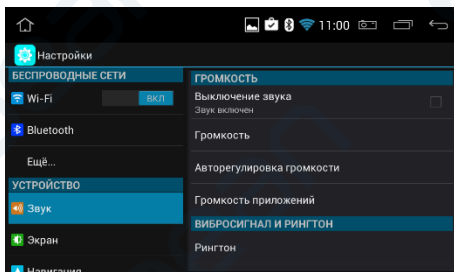 11:00
Настройки
БЕСПРОВОДНЫЕ СЕТИ
Wi-Fi
ВКЛ
Bluetooth
Ещё...
УСТРОЙСТВО
Звук
Экран
Навигация
ГРОМКОСТЬ
Выключение звука
Звук включен
Громкость
Авторегулировка громкости
Громкость приложений
ВИБРОСИГНАЛ И РИНГТОН
Рингтон